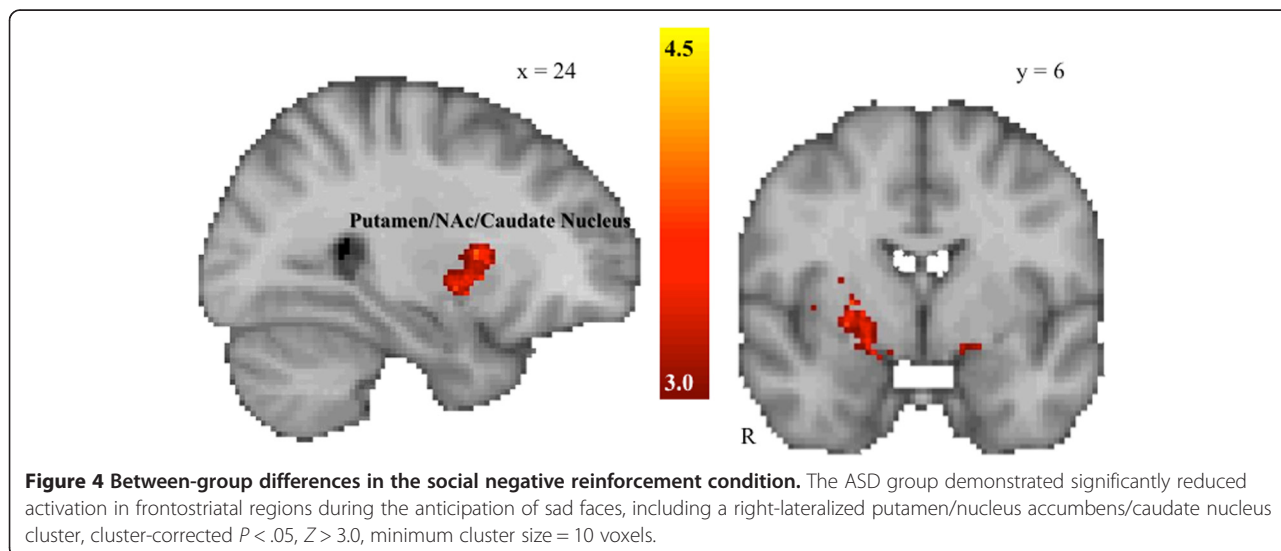 x = 24
4.5
y = 6
Putamen/NAc/Caudate Nucleus
3.0
R
Figure 4 Between-group differences in the social negative reinforcement condition. The ASD group demonstrated significantly reduced
activation in frontostriatal regions during the anticipation of sad faces, including a right-lateralized putamen/nucleus accumbens/caudate nucleus
cluster, cluster-corrected P < .05, Z > 3.0, minimum cluster size = 10 voxels.